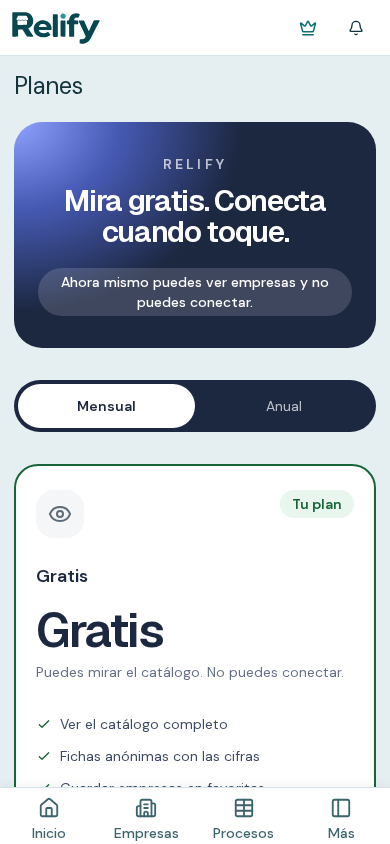 Relify
Planes
RELIFY
Mira gratis. Conecta
cuando toque.
Ahora mismo puedes ver empresas y no
puedes conectar.
Mensual
Anual
Tu plan
Gratis
Gratis
Puedes mirar el catálogo. No puedes conectar.
Ver el catálogo completo
Fichas anónimas con las cifras
Inicio
Empresas
Procesos
Más